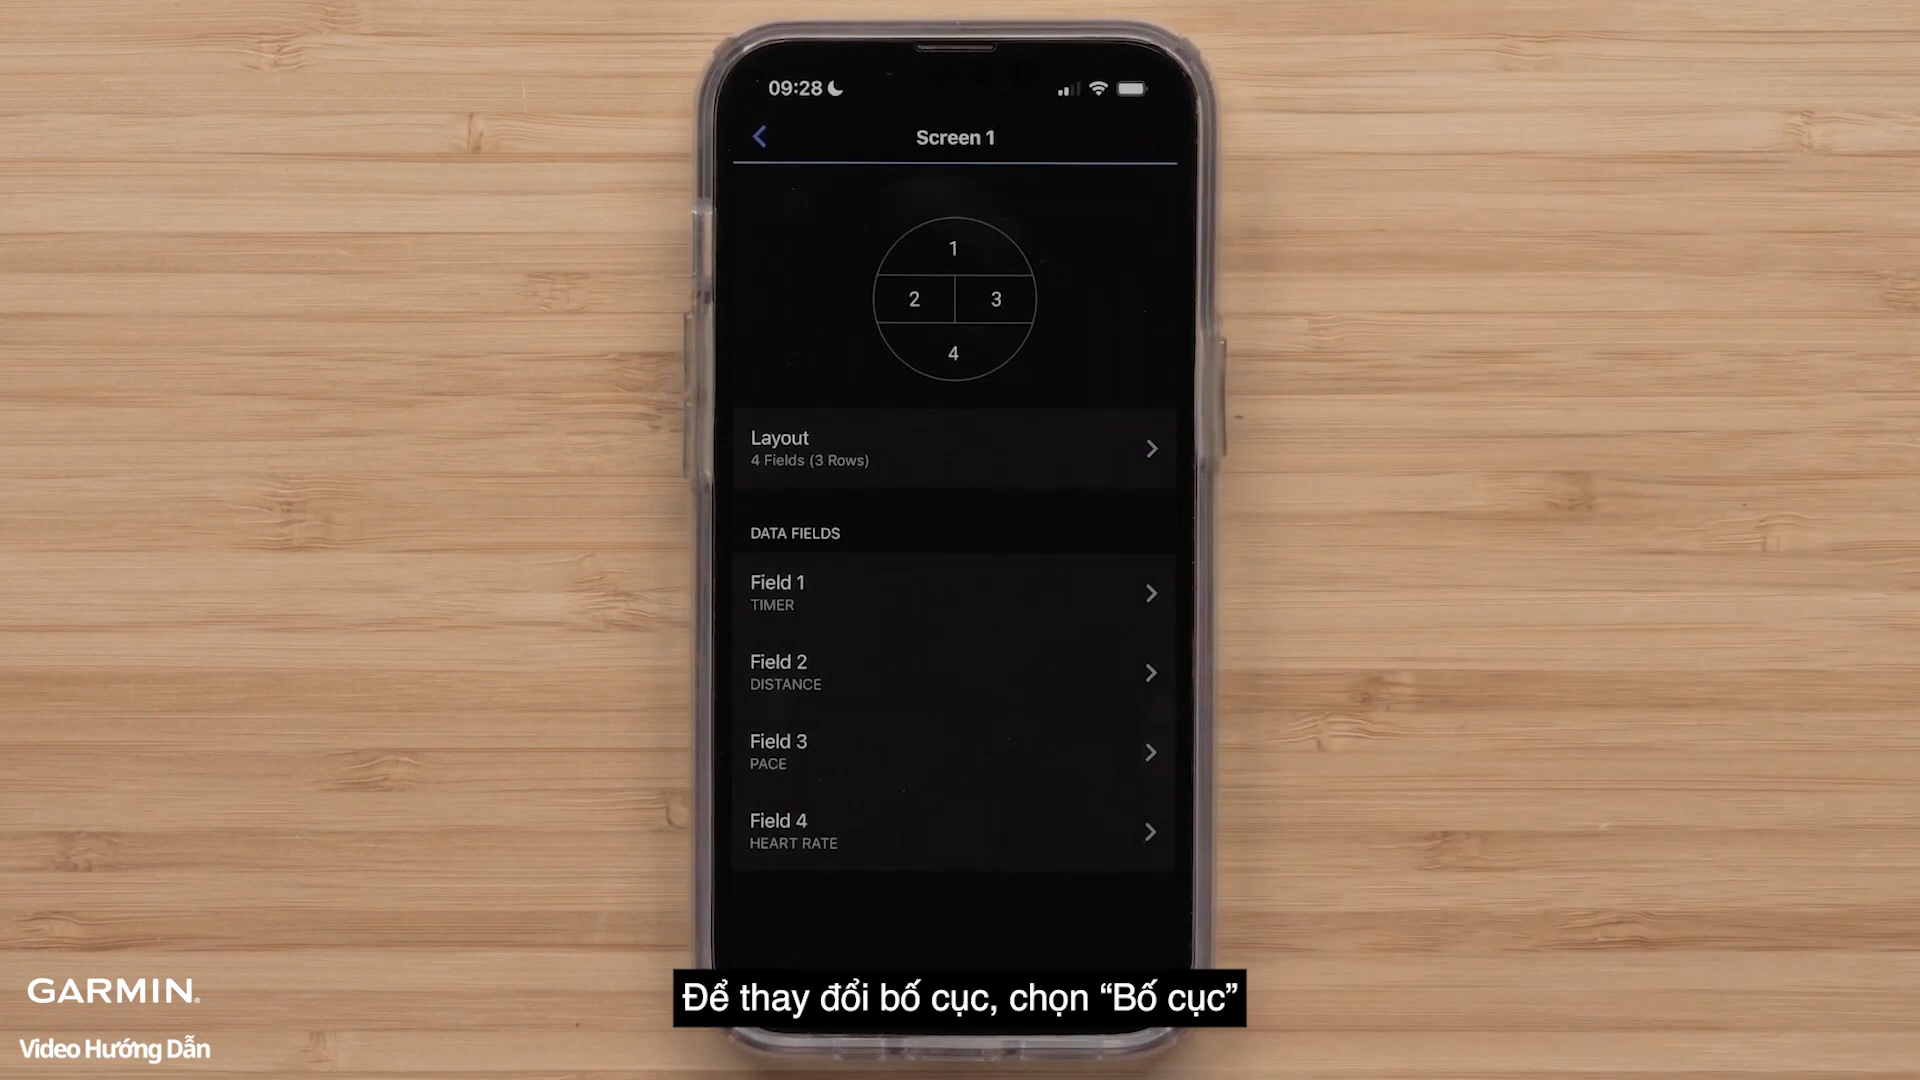 09:28
Screen 1
1
2 3
4
Layout
4 Fields (3 Rows)
DATA FIELDS
Field 1
TIMER
Field 2
DISTANCE
Field 3
PACE
Field 4
HEART RATE
Để thay đổi bố cục, chọn “Bố cục”
GARMIN
Video Hướng Dẫn